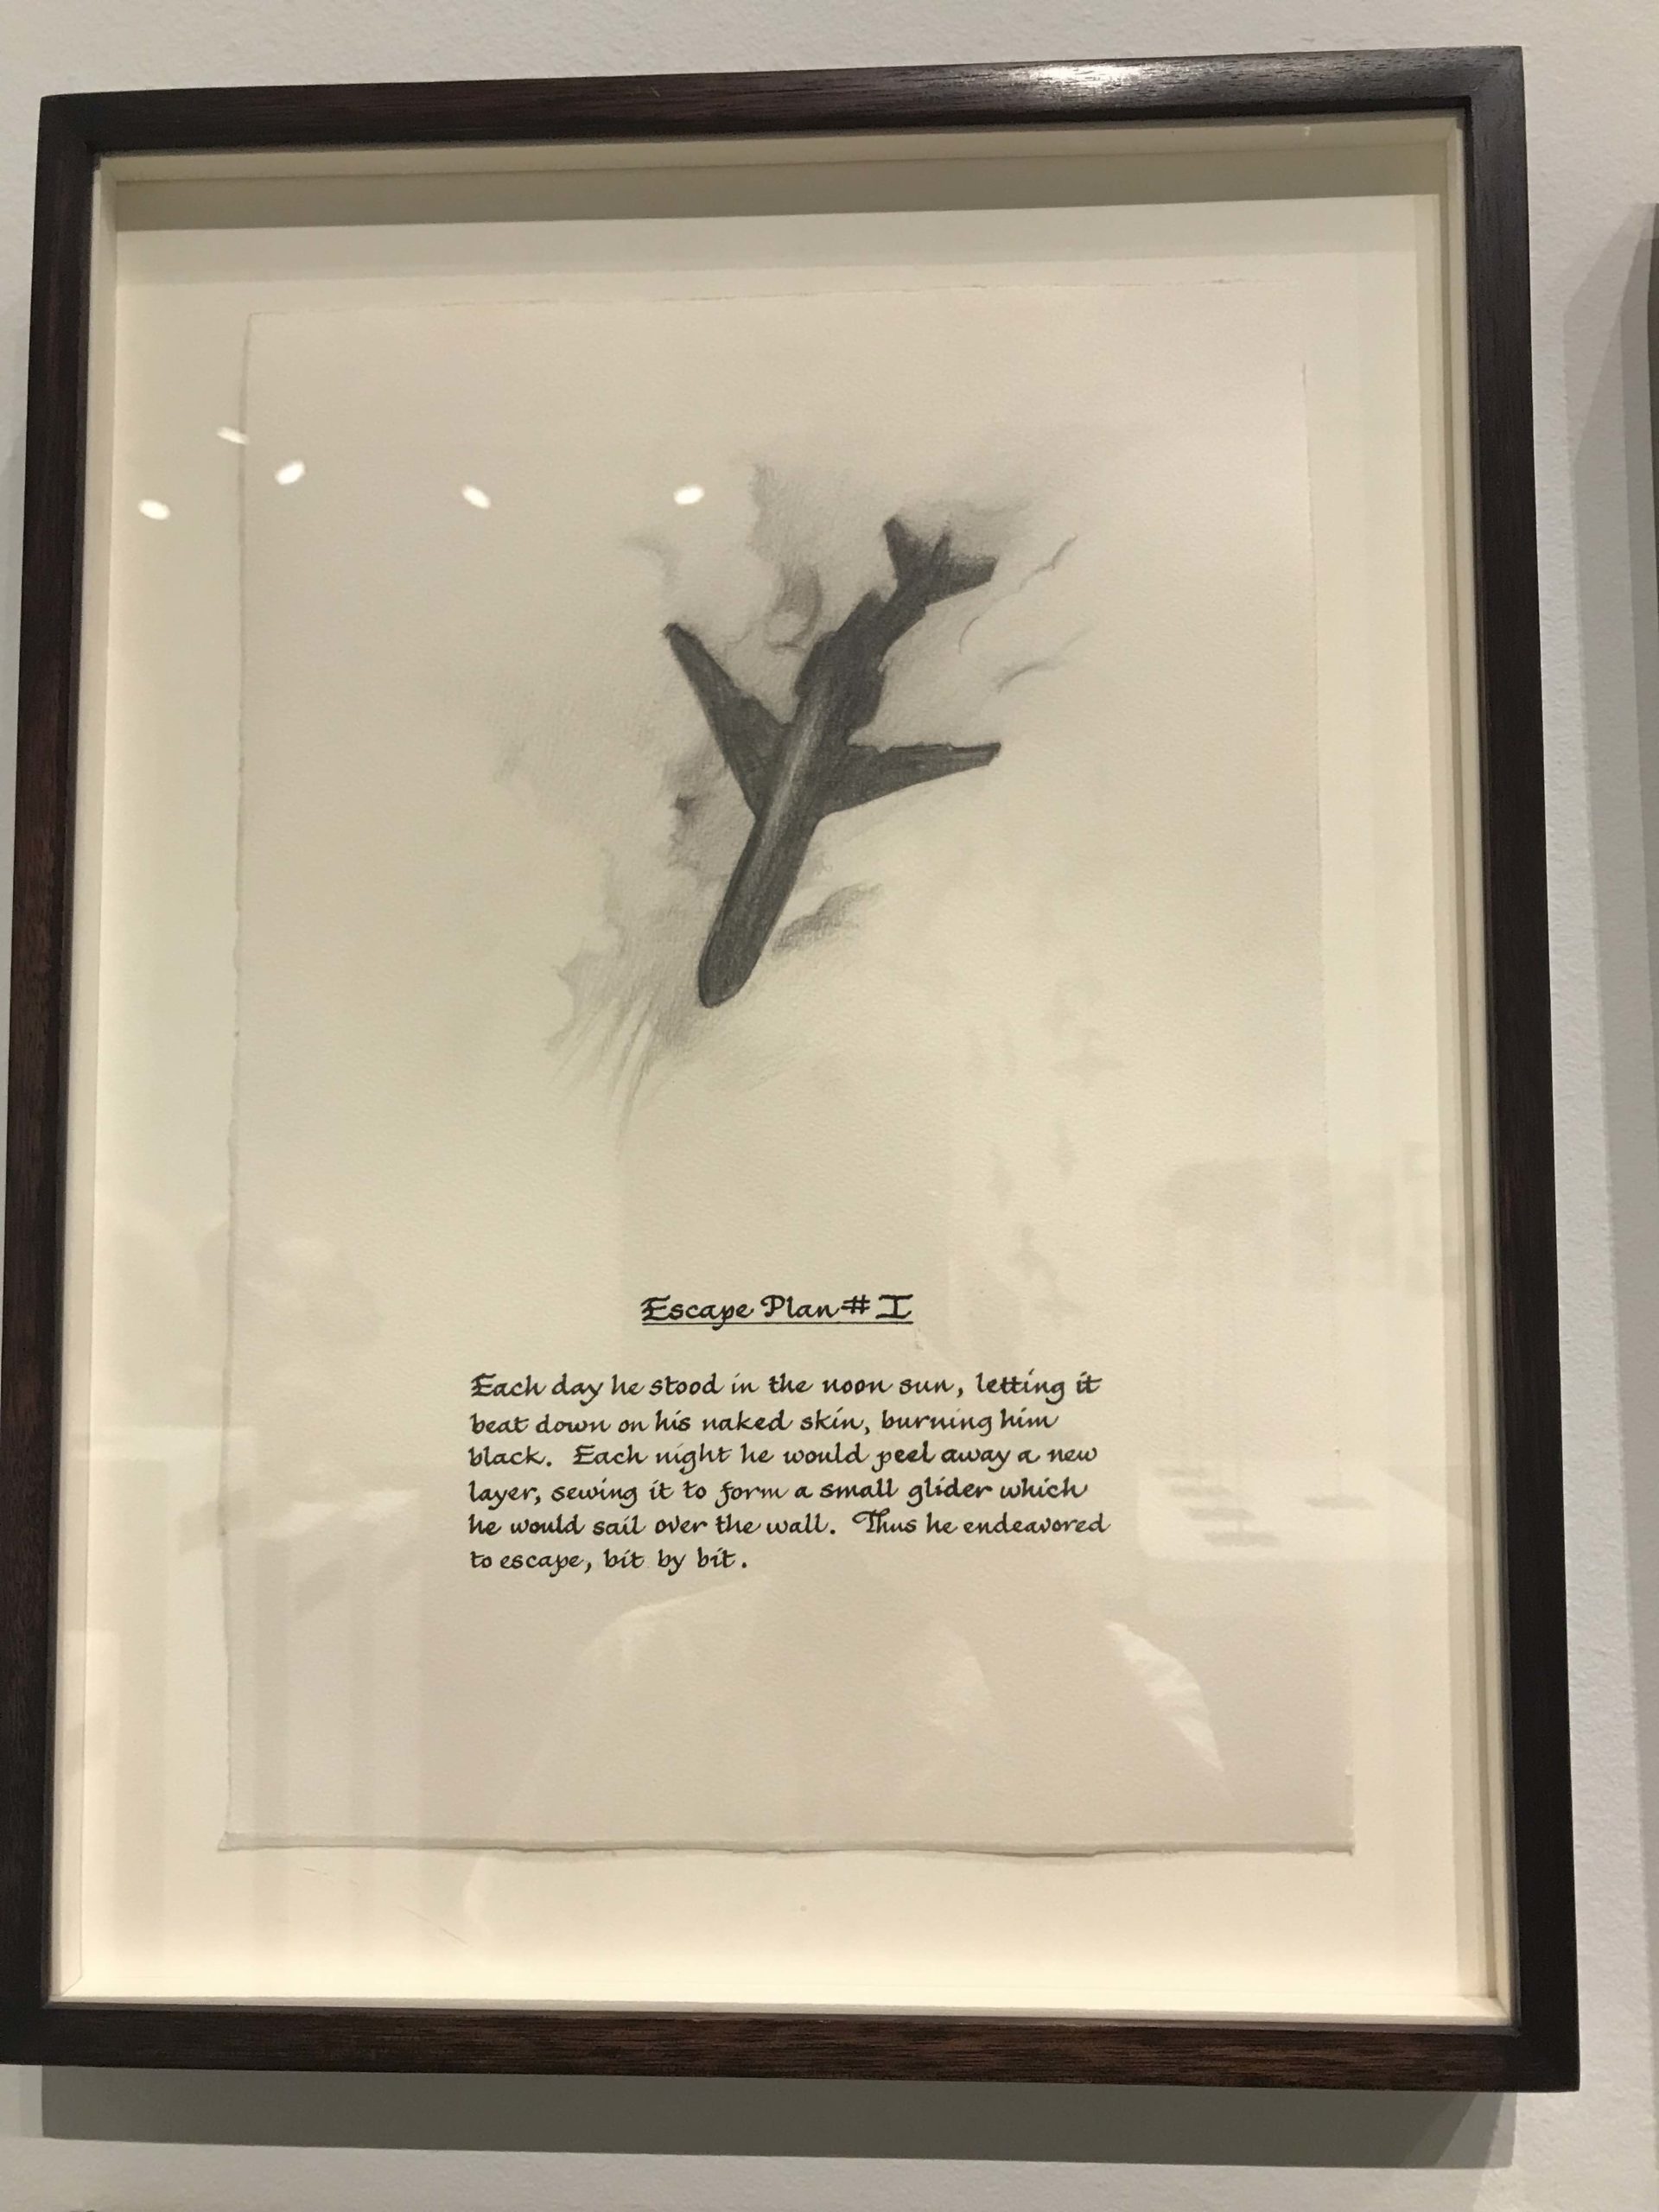 Escape Plan # I
Each day he stood in the noon sun, letting it
beat down on his naked skin, burning him
black. Each night he would peel away a new
layer, sewing it to form a small glider which
he would sail over the wall. Thus he endeavored
to escape, bit by bit.